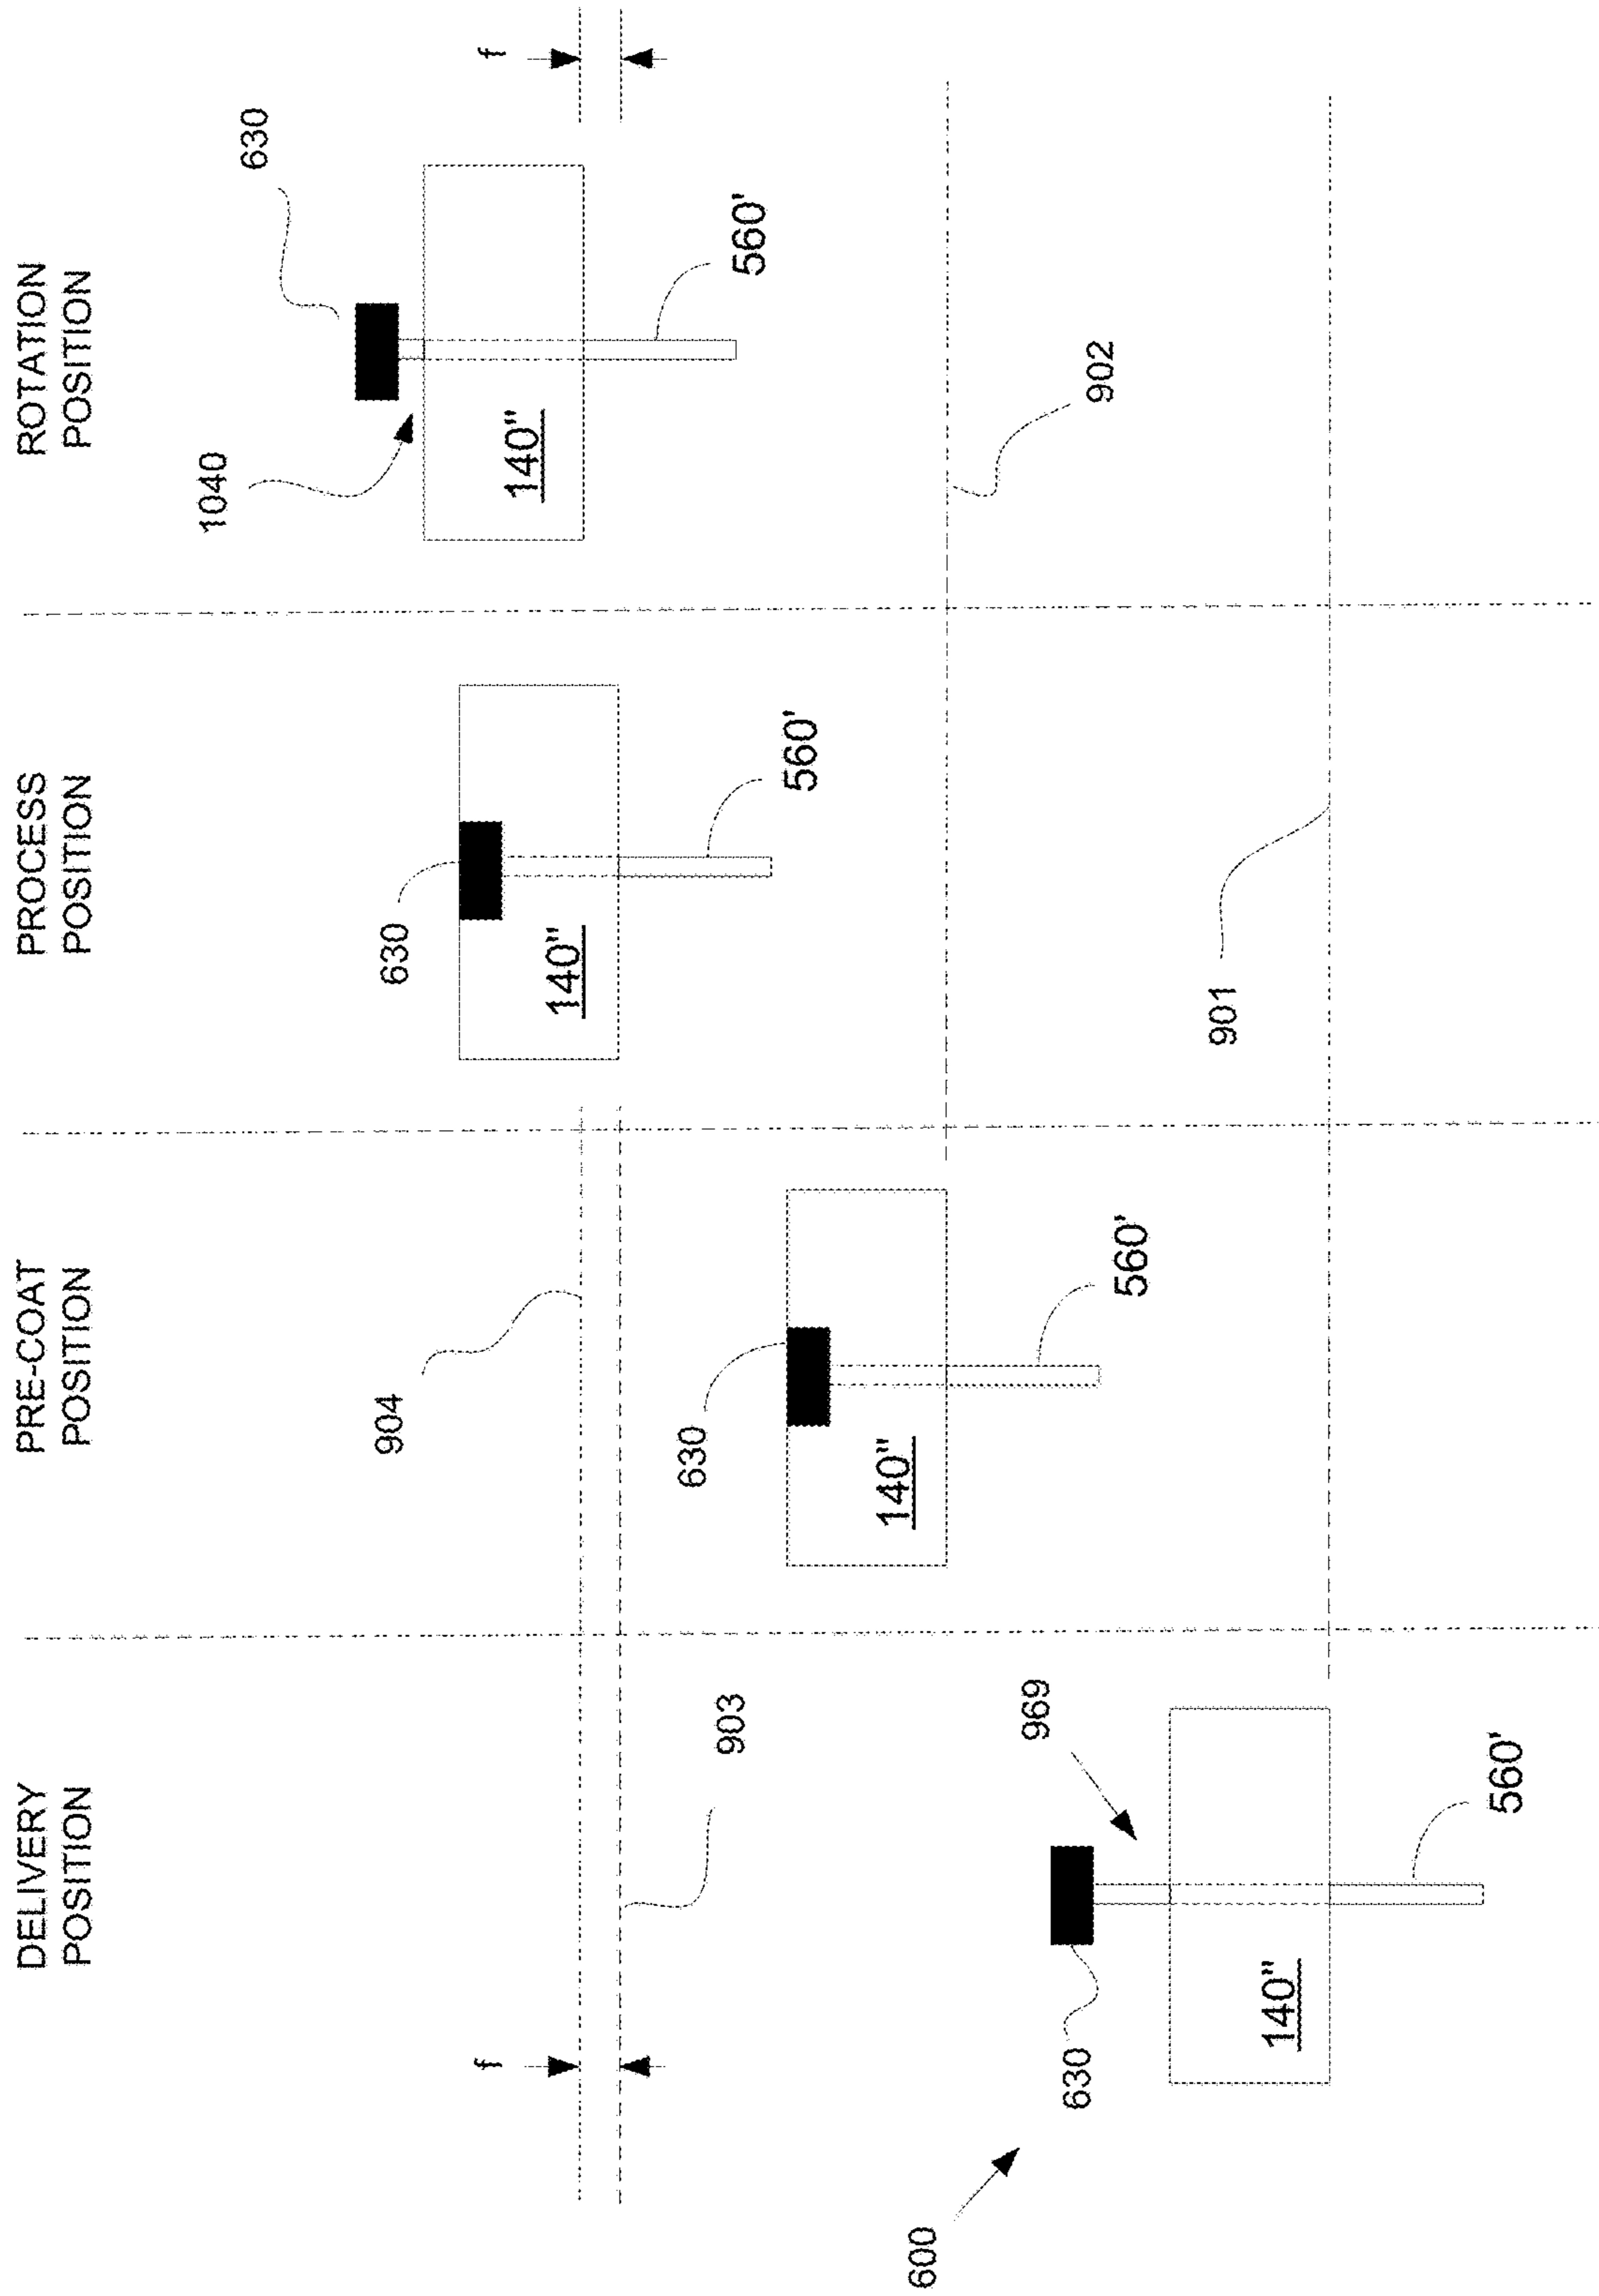 DELIVERY
POSITION
PRE-COAT
POSITION
PROCESS
POSITION
ROTATION
POSITION
f
903
600
630
969
140"
560'
904
630
140"
560'
630
140"
560'
901
1040
630
140"
560'
902
f